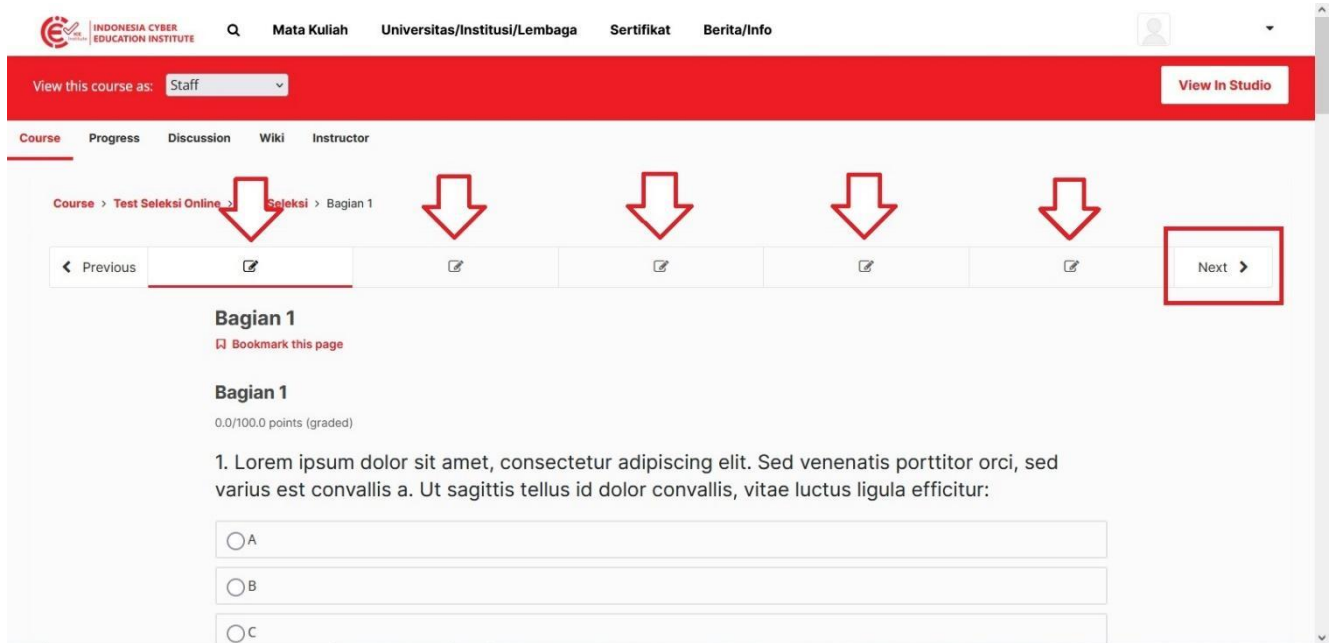 INDONESIA CYBER
EDUCATION INSTITUTE
Mata Kuliah
Universitas/Institusi/Lembaga
Sertifikat
Berita/Info
View this course as:
Staff
View In Studio
Course
Progress
Discussion
Wiki
Instructor
Course > Test Seleksi Online > Seleksi > Bagian 1
Previous
Next
Bagian 1
Bookmark this page
Bagian 1
0.0/100.0 points (graded)
1. Lorem ipsum dolor sit amet, consectetur adipiscing elit. Sed venenatis porttitor orci, sed
varius est convallis a. Ut sagittis tellus id dolor convallis, vitae luctus ligula efficitur:
A
B
C